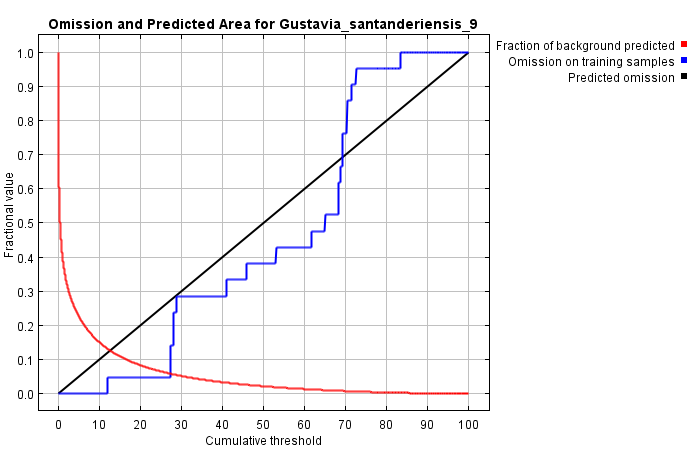 Omission and Predicted Area for Gustavia_santanderiensis_9
Fraction of background predicted
Omission on training samples
Predicted omission
Fractional value
1.0
0.9
0.8
0.7
0.6
0.5
0.4
0.3
0.2
0.1
0.0
0 10 20 30 40 50 60 70 80 90 100
Cumulative threshold